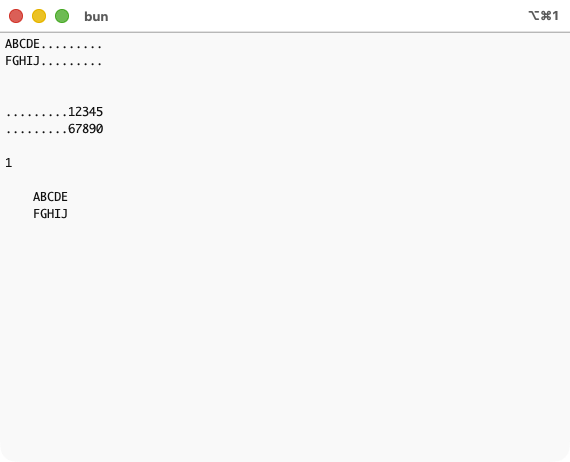 bun
⌥⌘1
ABCDE.........
FGHIJ.........
.........12345
.........67890
1
ABCDE
FGHIJ